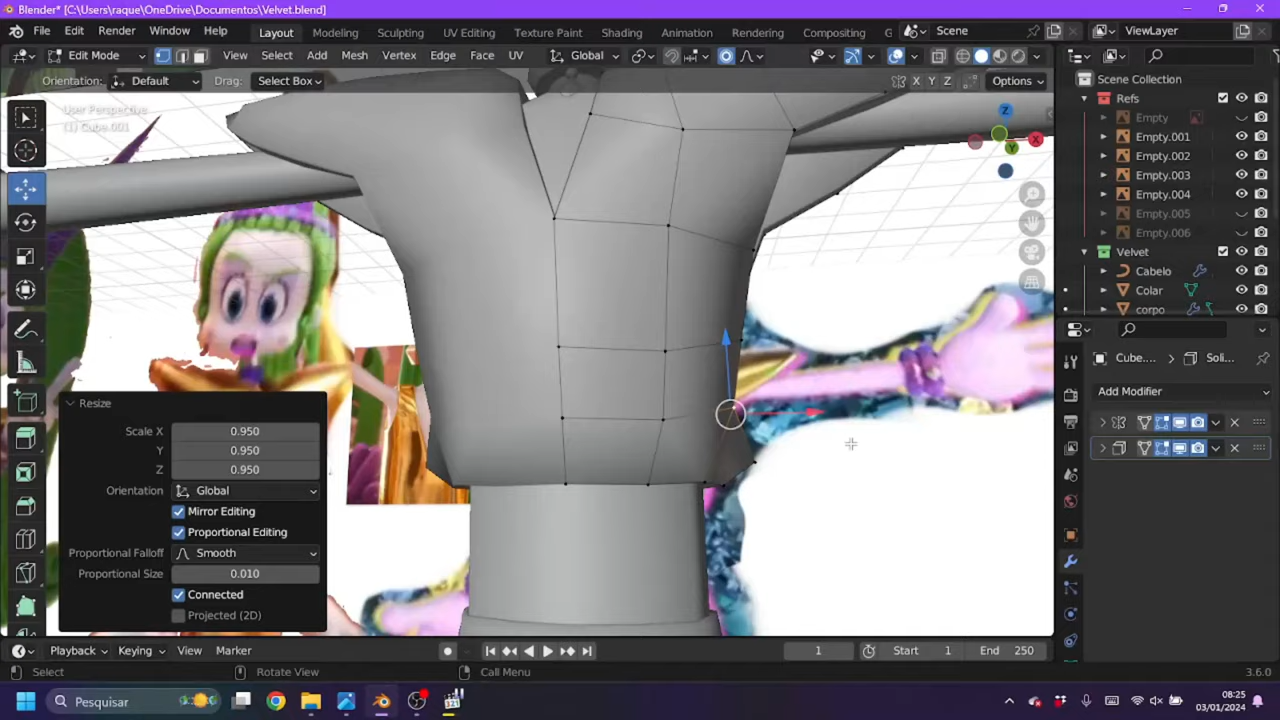 Blender* [C:\Users\raque\OneDrive\Documentos\Velvet.blend]
File Edit Render Window Help Layout Modeling Sculpting UV Editing Texture Paint Shading Animation Rendering Compositing Scene ViewLayer
Edit Mode View Select Add Mesh Vertex Edge Face UV Global
Orientation: Default Drag: Select Box X Y Z Options
User Perspective
(1) Cube.001
Z
X
Y
Scene Collection
Refs
Empty
Empty.001
Empty.002
Empty.003
Empty.004
Empty.005
Empty.006
Velvet
Cabelo
Colar
corpo
Cube... Soli...
Add Modifier
Resize
Scale X 0.950
Y 0.950
Z 0.950
Orientation Global
Mirror Editing
Proportional Editing
Proportional Falloff Smooth
Proportional Size 0.010
Connected
Projected (2D)
Playback Keying View Marker 1 Start 1 End 250
Select Rotate View Call Menu 3.6.0
Pesquisar 08:25
03/01/2024